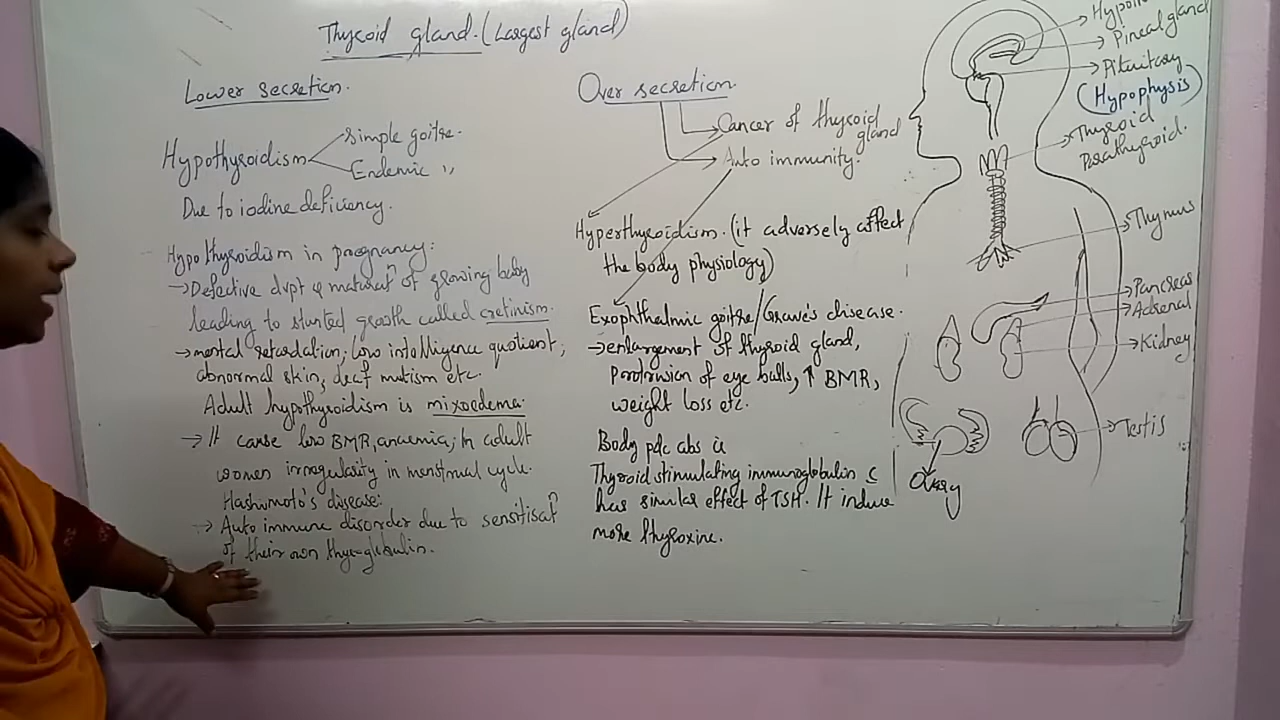 Thyroid gland. (Largest gland)
Lower secretion.
Hypothyroidism
Simple goitre.
Endemic ,,
Due to iodine deficiency.
Hypothyroidism in pregnancy:
→ Defective dvpt & maturatn of growing baby
leading to stunted growth called cretinism.
→ mental retardation, low intelligence quotient,
abnormal skin, deaf mutism etc.
Adult hypothyroidism is mixoedema.
→ It cause low BMR, anaemia, In adult
women irregularity in menstrual cycle.
Hashimoto's disease:
→ Auto immune disorder due to sensitisatn
of their own thyroglobulin.
Over secretion.
Cancer of thyroid
gland
Auto immunity.
Hyperthyroidism. (it adversely affect
the body physiology)
Exophthalmic goitre/Grave's disease.
→ enlargement of thyroid gland,
Protrusion of eye balls, ↑ BMR,
weight loss etc.
Body pdc abs
Thyroid stimulating immunoglobulin
has similar effect of TSH. It induce
more thyroxine.
Pineal gland
Pituitary
(Hypophysis)
Thyroid
Parathyroid.
Thymus
Pancreas
Adrenal
Kidney
Testis
Ovary